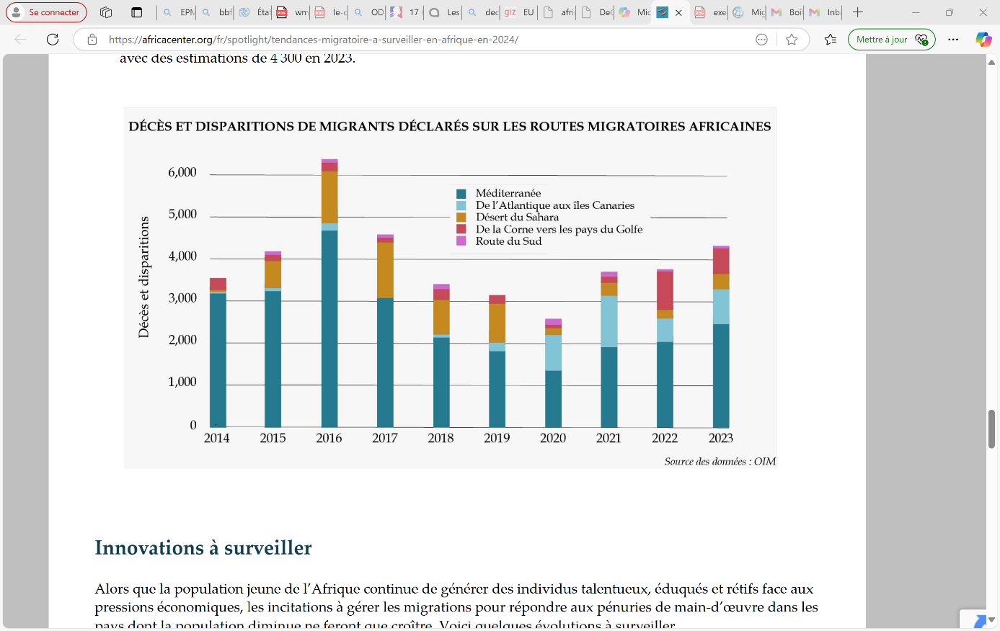 Se connecter
EPN
bbf
Éta
wm
le-c
OD
17
Les
dec
giz EU
afri
De
Mic
exe
Mig
Boî
Inb
https://africacenter.org/fr/spotlight/tendances-migratoire-a-surveiller-en-afrique-en-2024/
Mettre à jour
avec des estimations de 4 300 en 2023.
DÉCÈS ET DISPARITIONS DE MIGRANTS DÉCLARÉS SUR LES ROUTES MIGRATOIRES AFRICAINES
Décès et disparitions
6,000
5,000
4,000
3,000
2,000
1,000
0
Méditerranée
De l'Atlantique aux îles Canaries
Désert du Sahara
De la Corne vers les pays du Golfe
Route du Sud
2014 2015 2016 2017 2018 2019 2020 2021 2022 2023
Source des données : OIM
Innovations à surveiller
Alors que la population jeune de l'Afrique continue de générer des individus talentueux, éduqués et rétifs face aux
pressions économiques, les incitations à gérer les migrations pour répondre aux pénuries de main-d'œuvre dans les
pays dont la population diminue ne feront que croître. Voici quelques évolutions à surveiller